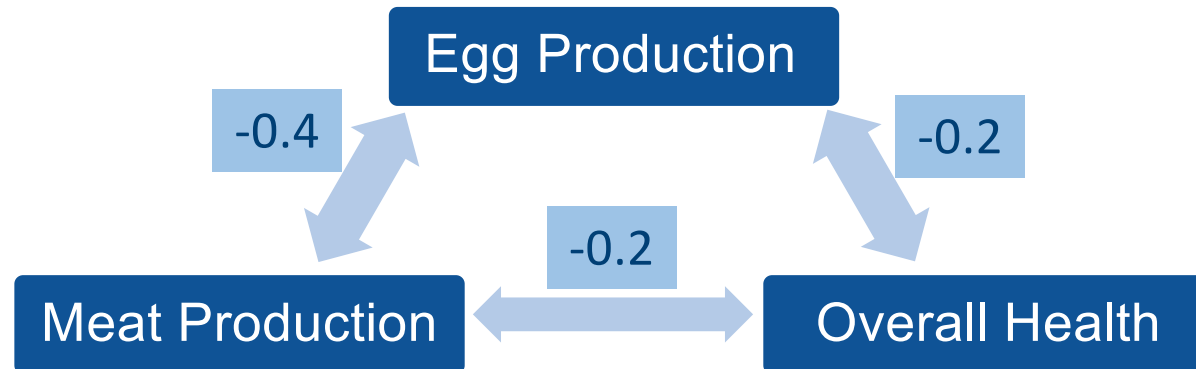 Egg Production
-0.4
-0.2
-0.2
Meat Production
Overall Health